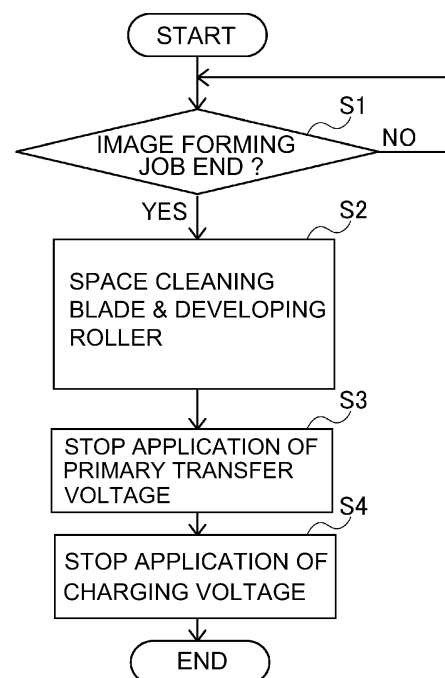 START
S1
IMAGE FORMING
JOB END ?
NO
YES
S2
SPACE CLEANING
BLADE & DEVELOPING
ROLLER
S3
STOP APPLICATION OF
PRIMARY TRANSFER
VOLTAGE
S4
STOP APPLICATION OF
CHARGING VOLTAGE
END